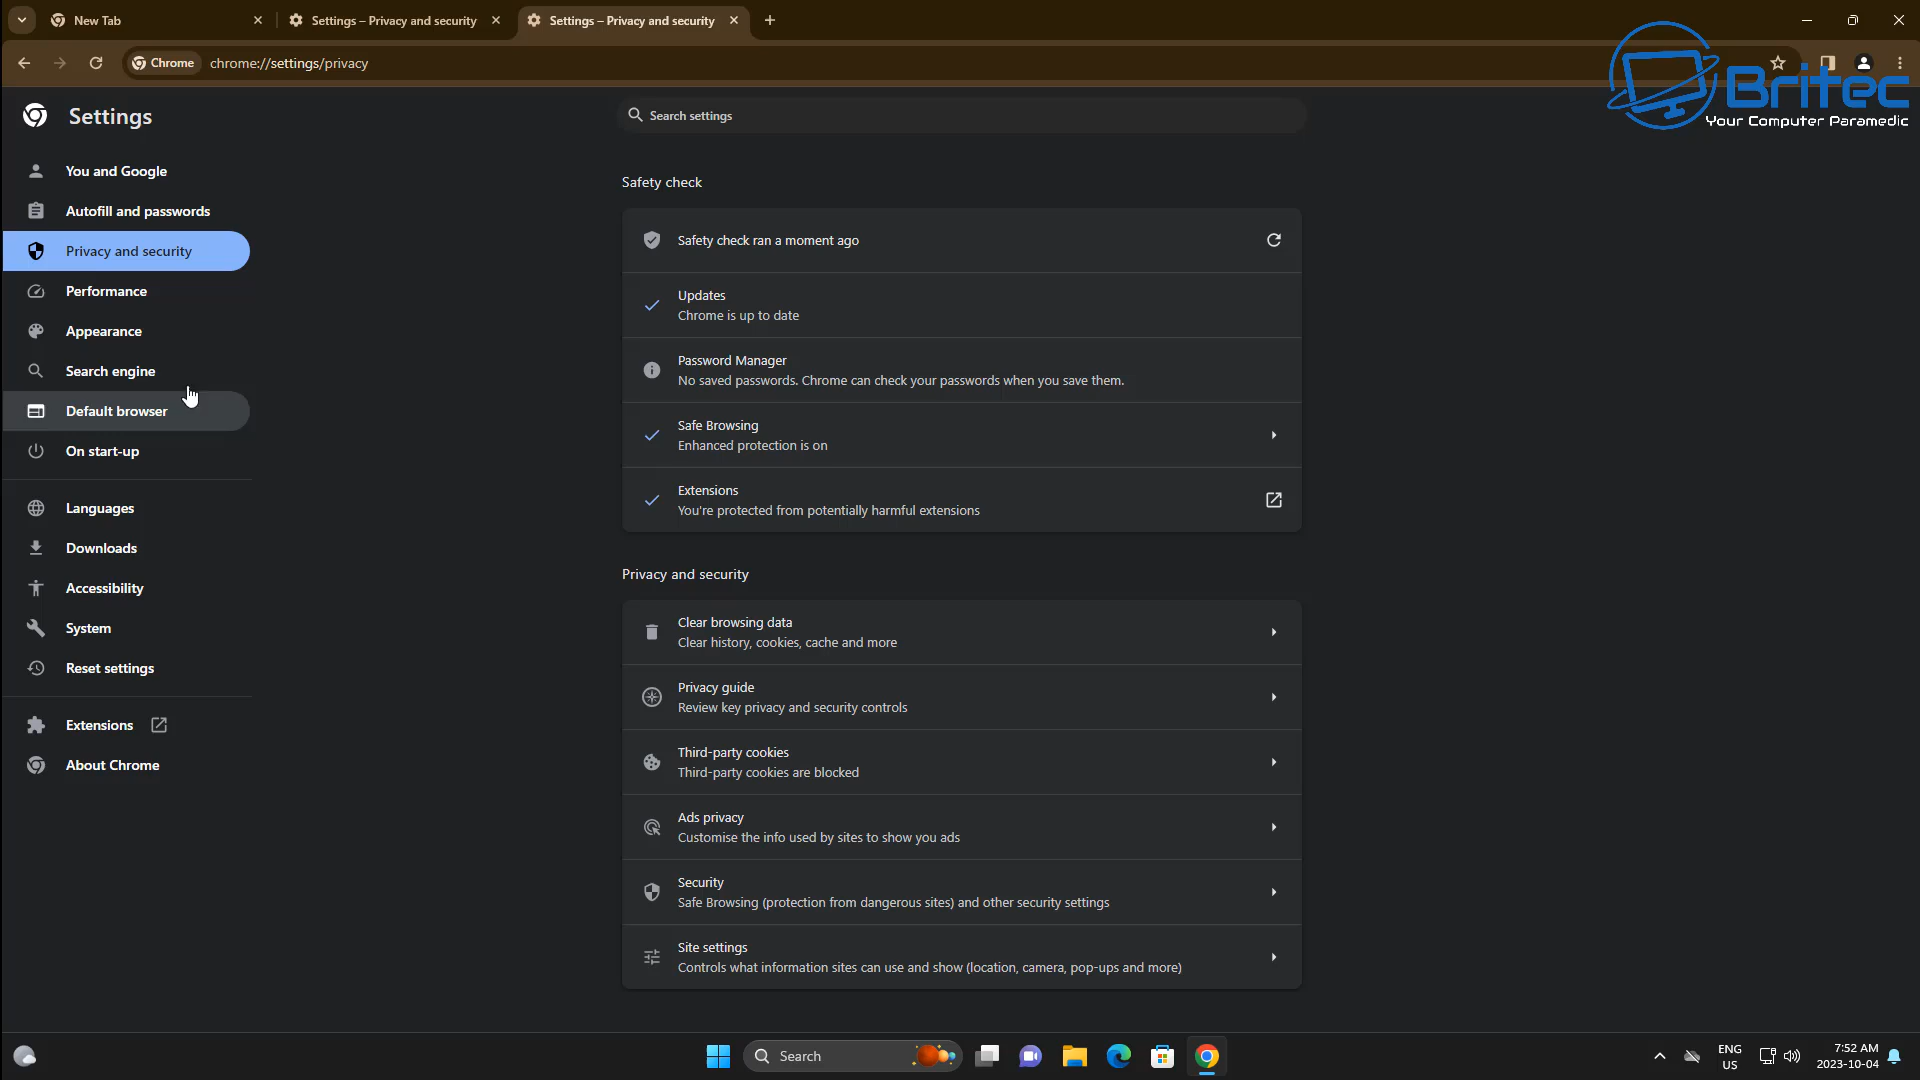 New Tab
Settings – Privacy and security
Settings – Privacy and security
Chrome
chrome://settings/privacy
Britec
Your Computer Paramedic
Settings
Search settings
You and Google
Autofill and passwords
Privacy and security
Performance
Appearance
Search engine
Default browser
On start-up
Languages
Downloads
Accessibility
System
Reset settings
Extensions
About Chrome
Safety check
Safety check ran a moment ago
Updates
Chrome is up to date
Password Manager
No saved passwords. Chrome can check your passwords when you save them.
Safe Browsing
Enhanced protection is on
Extensions
You're protected from potentially harmful extensions
Privacy and security
Clear browsing data
Clear history, cookies, cache and more
Privacy guide
Review key privacy and security controls
Third-party cookies
Third-party cookies are blocked
Ads privacy
Customise the info used by sites to show you ads
Security
Safe Browsing (protection from dangerous sites) and other security settings
Site settings
Controls what information sites can use and show (location, camera, pop-ups and more)
Search
ENG
US
7:52 AM
2023-10-04